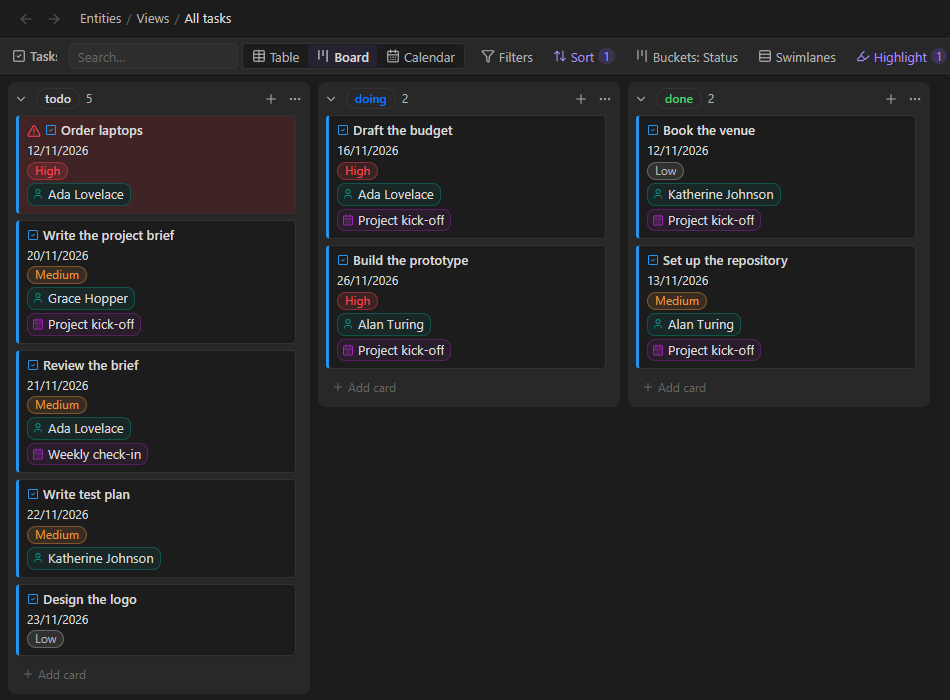 Entities / Views / All tasks
Tasks Search... Table Board Calendar Filters Sort 1 Buckets: Status Swimlanes Highlight 1
todo 5
Order laptops
12/11/2026
High
Ada Lovelace
Write the project brief
20/11/2026
Medium
Grace Hopper
Project kick-off
Review the brief
21/11/2026
Medium
Ada Lovelace
Weekly check-in
Write test plan
22/11/2026
Medium
Katherine Johnson
Design the logo
23/11/2026
Low
+ Add card
doing 2
Draft the budget
16/11/2026
High
Ada Lovelace
Project kick-off
Build the prototype
26/11/2026
High
Alan Turing
Project kick-off
+ Add card
done 2
Book the venue
12/11/2026
Low
Katherine Johnson
Project kick-off
Set up the repository
13/11/2026
Medium
Alan Turing
Project kick-off
+ Add card